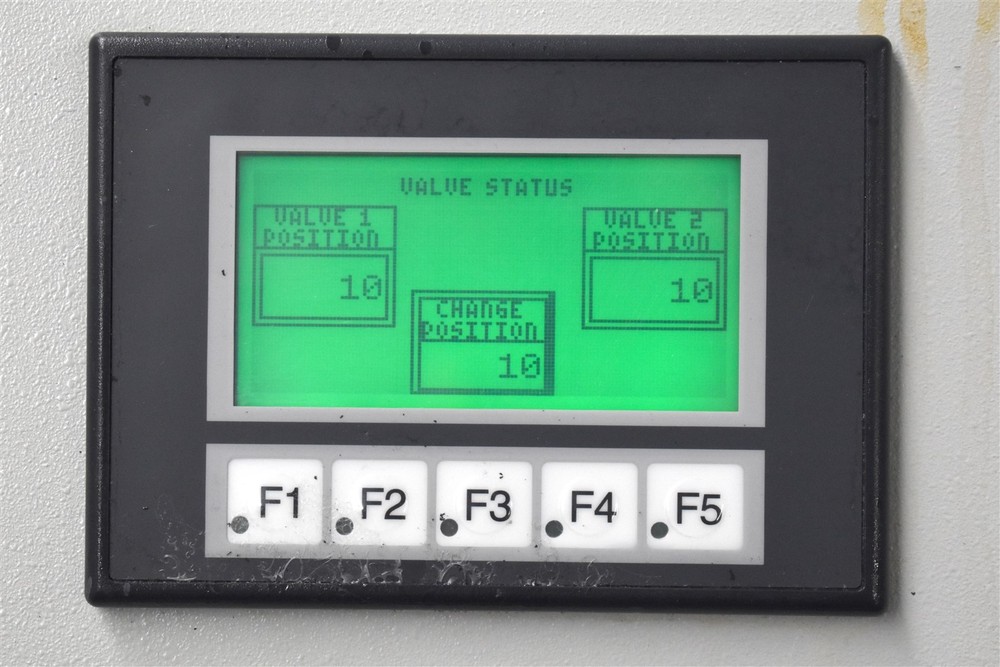 VALVE STATUS
VALVE 1
POSITION
10
VALVE 2
POSITION
10
CHANGE
POSITION
10
F1
F2
F3
F4
F5